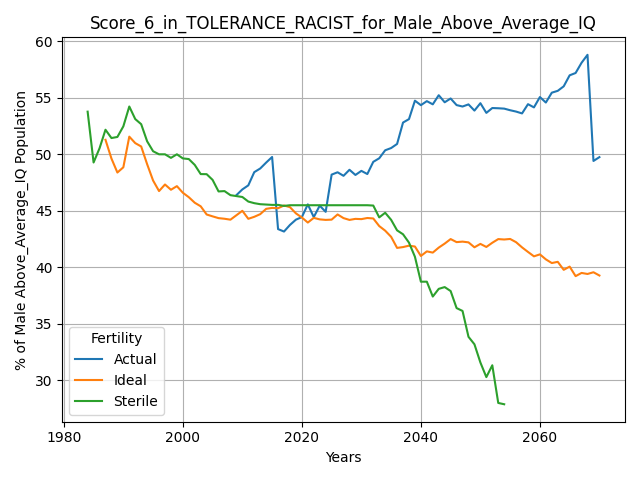 Score_6_in_TOLERANCE_RACIST_for_Male_Above_Average_IQ
60
55
50
45
40
35
30
% of Male Above_Average_IQ Population
Fertility
Actual
Ideal
Sterile
1980 2000 2020 2040 2060
Years